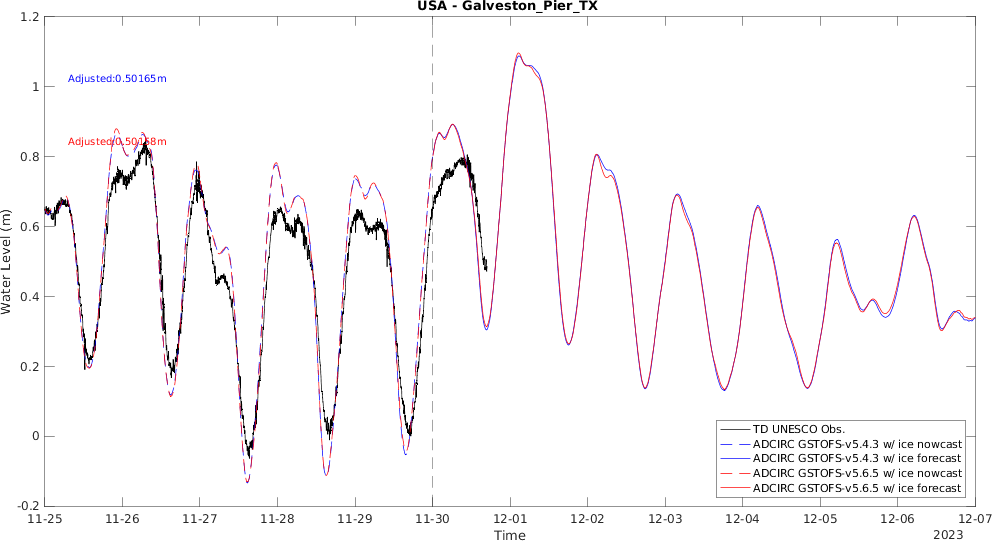 USA - Galveston_Pier_TX
1.2
1
0.8
0.6
0.4
0.2
0
-0.2
Water Level (m)
Adjusted:0.50165m
Adjusted:0.50168m
TD UNESCO Obs.
ADCIRC GSTOFS-v5.4.3 w/ ice nowcast
ADCIRC GSTOFS-v5.4.3 w/ ice forecast
ADCIRC GSTOFS-v5.6.5 w/ ice nowcast
ADCIRC GSTOFS-v5.6.5 w/ ice forecast
11-25 11-26 11-27 11-28 11-29 11-30 12-01 12-02 12-03 12-04 12-05 12-06 12-07
Time
2023